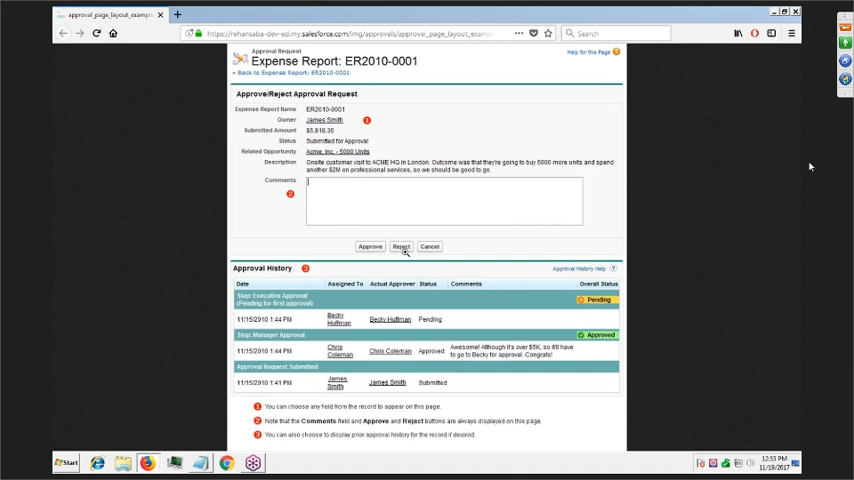 approval_page_layout_example
https://rehansaba-dev-ed.my.salesforce.com/img/approvals/approval_page_layout_exam
Search
Approval Request
Expense Report: ER2010-0001
Help for this Page
« Back to Expense Report: ER2010-0001
Approve/Reject Approval Request
Expense Report Name ER2010-0001
Owner James Smith 1
Submitted Amount $5,818.35
Status Submitted for Approval
Related Opportunity Acme, Inc. - 5000 Units
Description Onsite customer visit to ACME HQ in London. Outcome was that they're going to buy 5000 more units and spend
another $2M on professional services, so we should be good to go.
Comments
2
Approve Reject Cancel
Approval History 3
Approval History Help ?
Date Assigned To Actual Approver Status Comments Overall Status
Step: Executive Approval
(Pending for first approval)
Pending
11/15/2010 1:44 PM Becky Huffman Becky Huffman Pending
Step: Manager Approval
Approved
11/15/2010 1:44 PM Chris Coleman Chris Coleman Approved Awesome! Although it's over $5K, so it'll have
to go to Becky for approval. Congrats!
Approval Request Submitted
11/15/2010 1:41 PM James Smith James Smith Submitted
1 You can choose any field from the record to appear on this page.
2 Note that the Comments field and Approve and Reject buttons are always displayed on this page.
3 You can also choose to display prior approval history for the record if desired.
Start
12:53 PM
11/19/2017